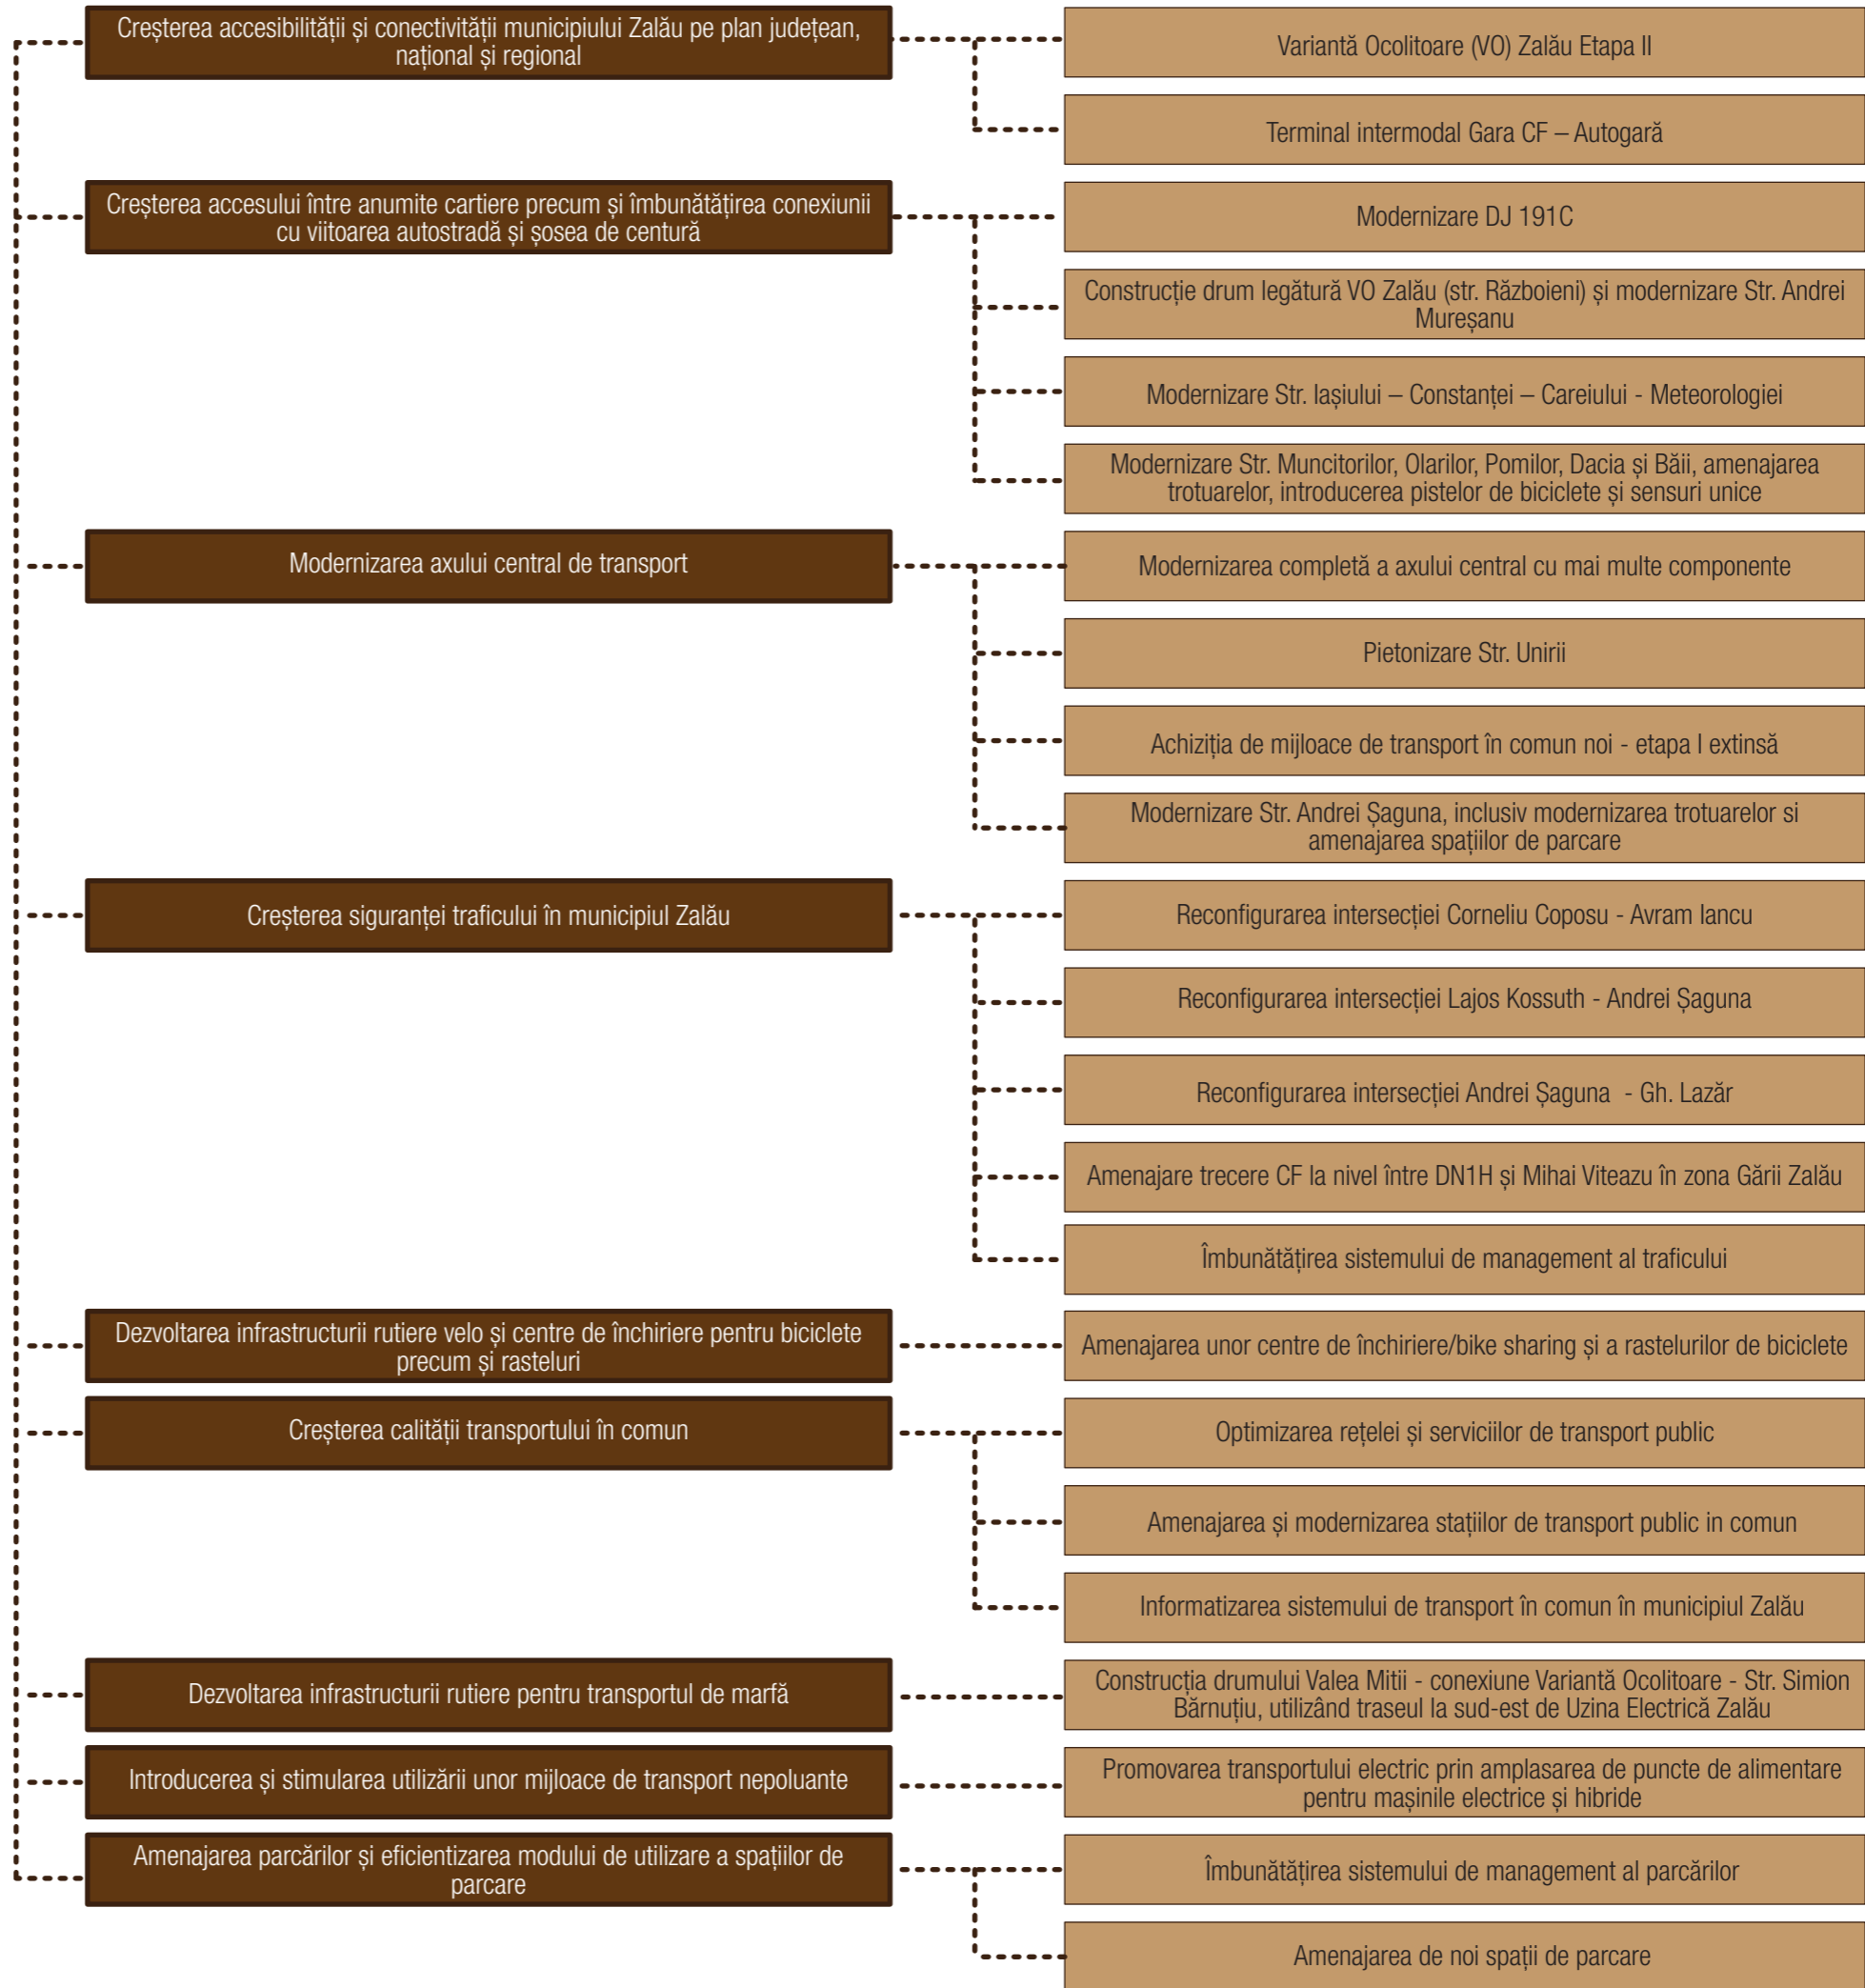 Creșterea accesibilității și conectivității municipiului Zalău pe plan județean,
național și regional
Variantă Ocolitoare (VO) Zalău Etapa II
Terminal intermodal Gara CF – Autogară
Creșterea accesului între anumite cartiere precum și îmbunătățirea conexiunii
cu viitoarea autostradă și șosea de centură
Modernizare DJ 191C
Construcție drum legătură VO Zalău (str. Războieni) și modernizare Str. Andrei
Mureșanu
Modernizare Str. Iașiului – Constanței – Careiului - Meteorologiei
Modernizare Str. Muncitorilor, Olarilor, Pomilor, Dacia și Băii, amenajarea
trotuarelor, introducerea pistelor de biciclete și sensuri unice
Modernizarea axului central de transport
Modernizarea completă a axului central cu mai multe componente
Pietonizare Str. Unirii
Achiziția de mijloace de transport în comun noi - etapa I extinsă
Modernizare Str. Andrei Șaguna, inclusiv modernizarea trotuarelor si
amenajarea spațiilor de parcare
Creșterea siguranței traficului în municipiul Zalău
Reconfigurarea intersecției Corneliu Coposu - Avram Iancu
Reconfigurarea intersecției Lajos Kossuth - Andrei Șaguna
Reconfigurarea intersecției Andrei Șaguna - Gh. Lazăr
Amenajare trecere CF la nivel între DN1H și Mihai Viteazu în zona Gării Zalău
Îmbunătățirea sistemului de management al traficului
Dezvoltarea infrastructurii rutiere velo și centre de închiriere pentru biciclete
precum și rasteluri
Amenajarea unor centre de închiriere/bike sharing și a rastelurilor de biciclete
Creșterea calității transportului în comun
Optimizarea rețelei și serviciilor de transport public
Amenajarea și modernizarea stațiilor de transport public in comun
Informatizarea sistemului de transport în comun în municipiul Zalău
Dezvoltarea infrastructurii rutiere pentru transportul de marfă
Construcția drumului Valea Mitii - conexiune Variantă Ocolitoare - Str. Simion
Bărnuțiu, utilizând traseul la sud-est de Uzina Electrică Zalău
Introducerea și stimularea utilizării unor mijloace de transport nepoluante
Promovarea transportului electric prin amplasarea de puncte de alimentare
pentru mașinile electrice și hibride
Amenajarea parcărilor și eficientizarea modului de utilizare a spațiilor de
parcare
Îmbunătățirea sistemului de management al parcărilor
Amenajarea de noi spații de parcare